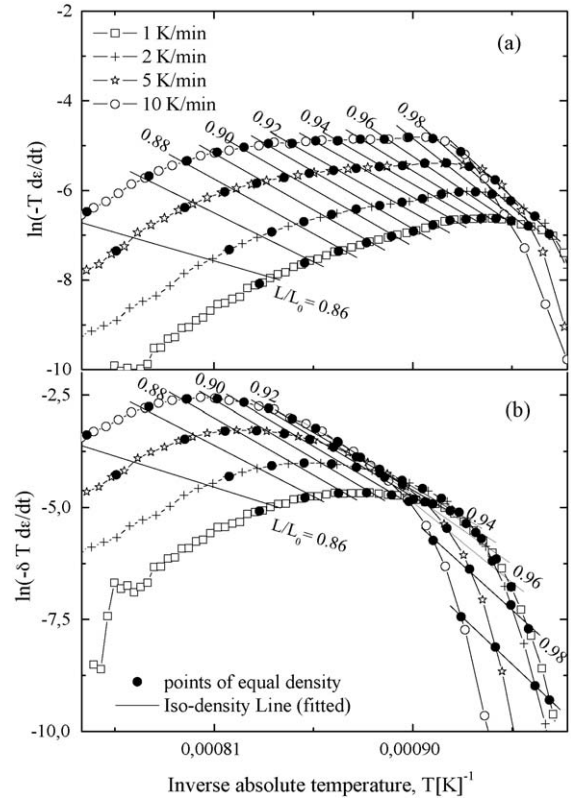 -2
-4
-6
-8
-10
ln(-T dε/dt)
1 K/min
2 K/min
5 K/min
10 K/min
(a)
0.88
0.90
0.92
0.94
0.96
0.98
L/L₀ = 0.86
-2,5
-5,0
-7,5
-10,0
ln(-δ T dε/dt)
(b)
0.88
0.90
0.92
L/L₀ = 0.86
0.94
0.96
0.98
points of equal density
Iso-density Line (fitted)
0,00081
0,00090
Inverse absolute temperature, T[K]⁻¹